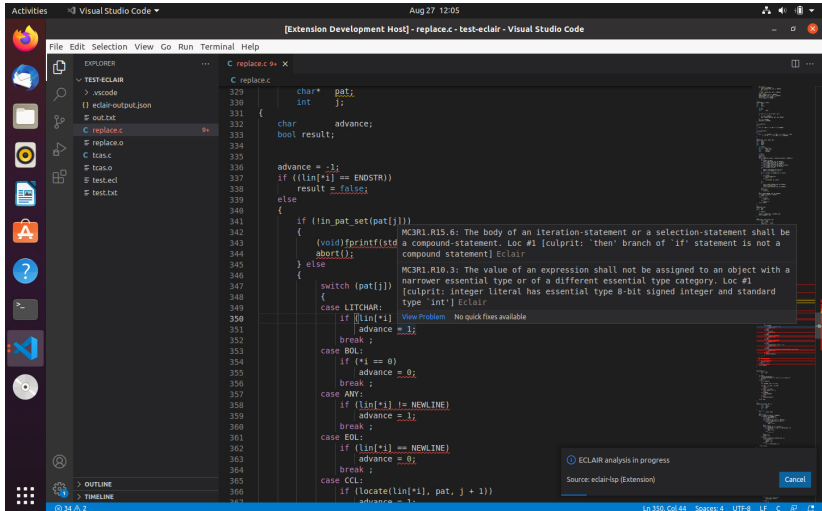 Activities
Visual Studio Code ▾
Aug 27 12:05
[Extension Development Host] - replace.c - test-eclair - Visual Studio Code
File Edit Selection View Go Run Terminal Help
EXPLORER
TEST-ECLAIR
.vscode
eclair-output.json
out.txt
replace.c 9+
replace.o
tcas.c
tcas.o
test.ecl
test.txt
OUTLINE
TIMELINE
C replace.c 9+ ×
C replace.c
329 char* pat;
330 int j;
331 {
332 char advance;
333 bool result;
334
335
336 advance = -1;
337 if ((lin[*i] == ENDSTR))
338 result = false;
339 else
340 {
341 if (!in_pat_set(pat[j]))
342 {
343 (void)fprintf(std
344 abort();
345 } else
346 {
347 switch (pat[j])
348 {
349 case LITCHAR:
350 if (lin[*i]
351 advance = 1;
352 break ;
353 case BOL:
354 if (*i == 0)
355 advance = 0;
356 break ;
357 case ANY:
358 if (lin[*i] != NEWLINE)
359 advance = 1;
360 break ;
361 case EOL:
362 if (lin[*i] == NEWLINE)
363 advance = 0;
364 break ;
365 case CCL:
366 if (locate(lin[*i], pat, j + 1))
367 advance = 1;
MC3R1.R15.6: The body of an iteration-statement or a selection-statement shall be
a compound-statement. Loc #1 [culprit: `then' branch of `if' statement is not a
compound statement] Eclair
MC3R1.R10.3: The value of an expression shall not be assigned to an object with a
narrower essential type or of a different essential type category. Loc #1
[culprit: integer literal has essential type 8-bit signed integer and standard
type `int'] Eclair
View Problem No quick fixes available
ECLAIR analysis in progress
Source: eclair-lsp (Extension)
Cancel
34 2
Ln 350, Col 44 Spaces: 4 UTF-8 LF C